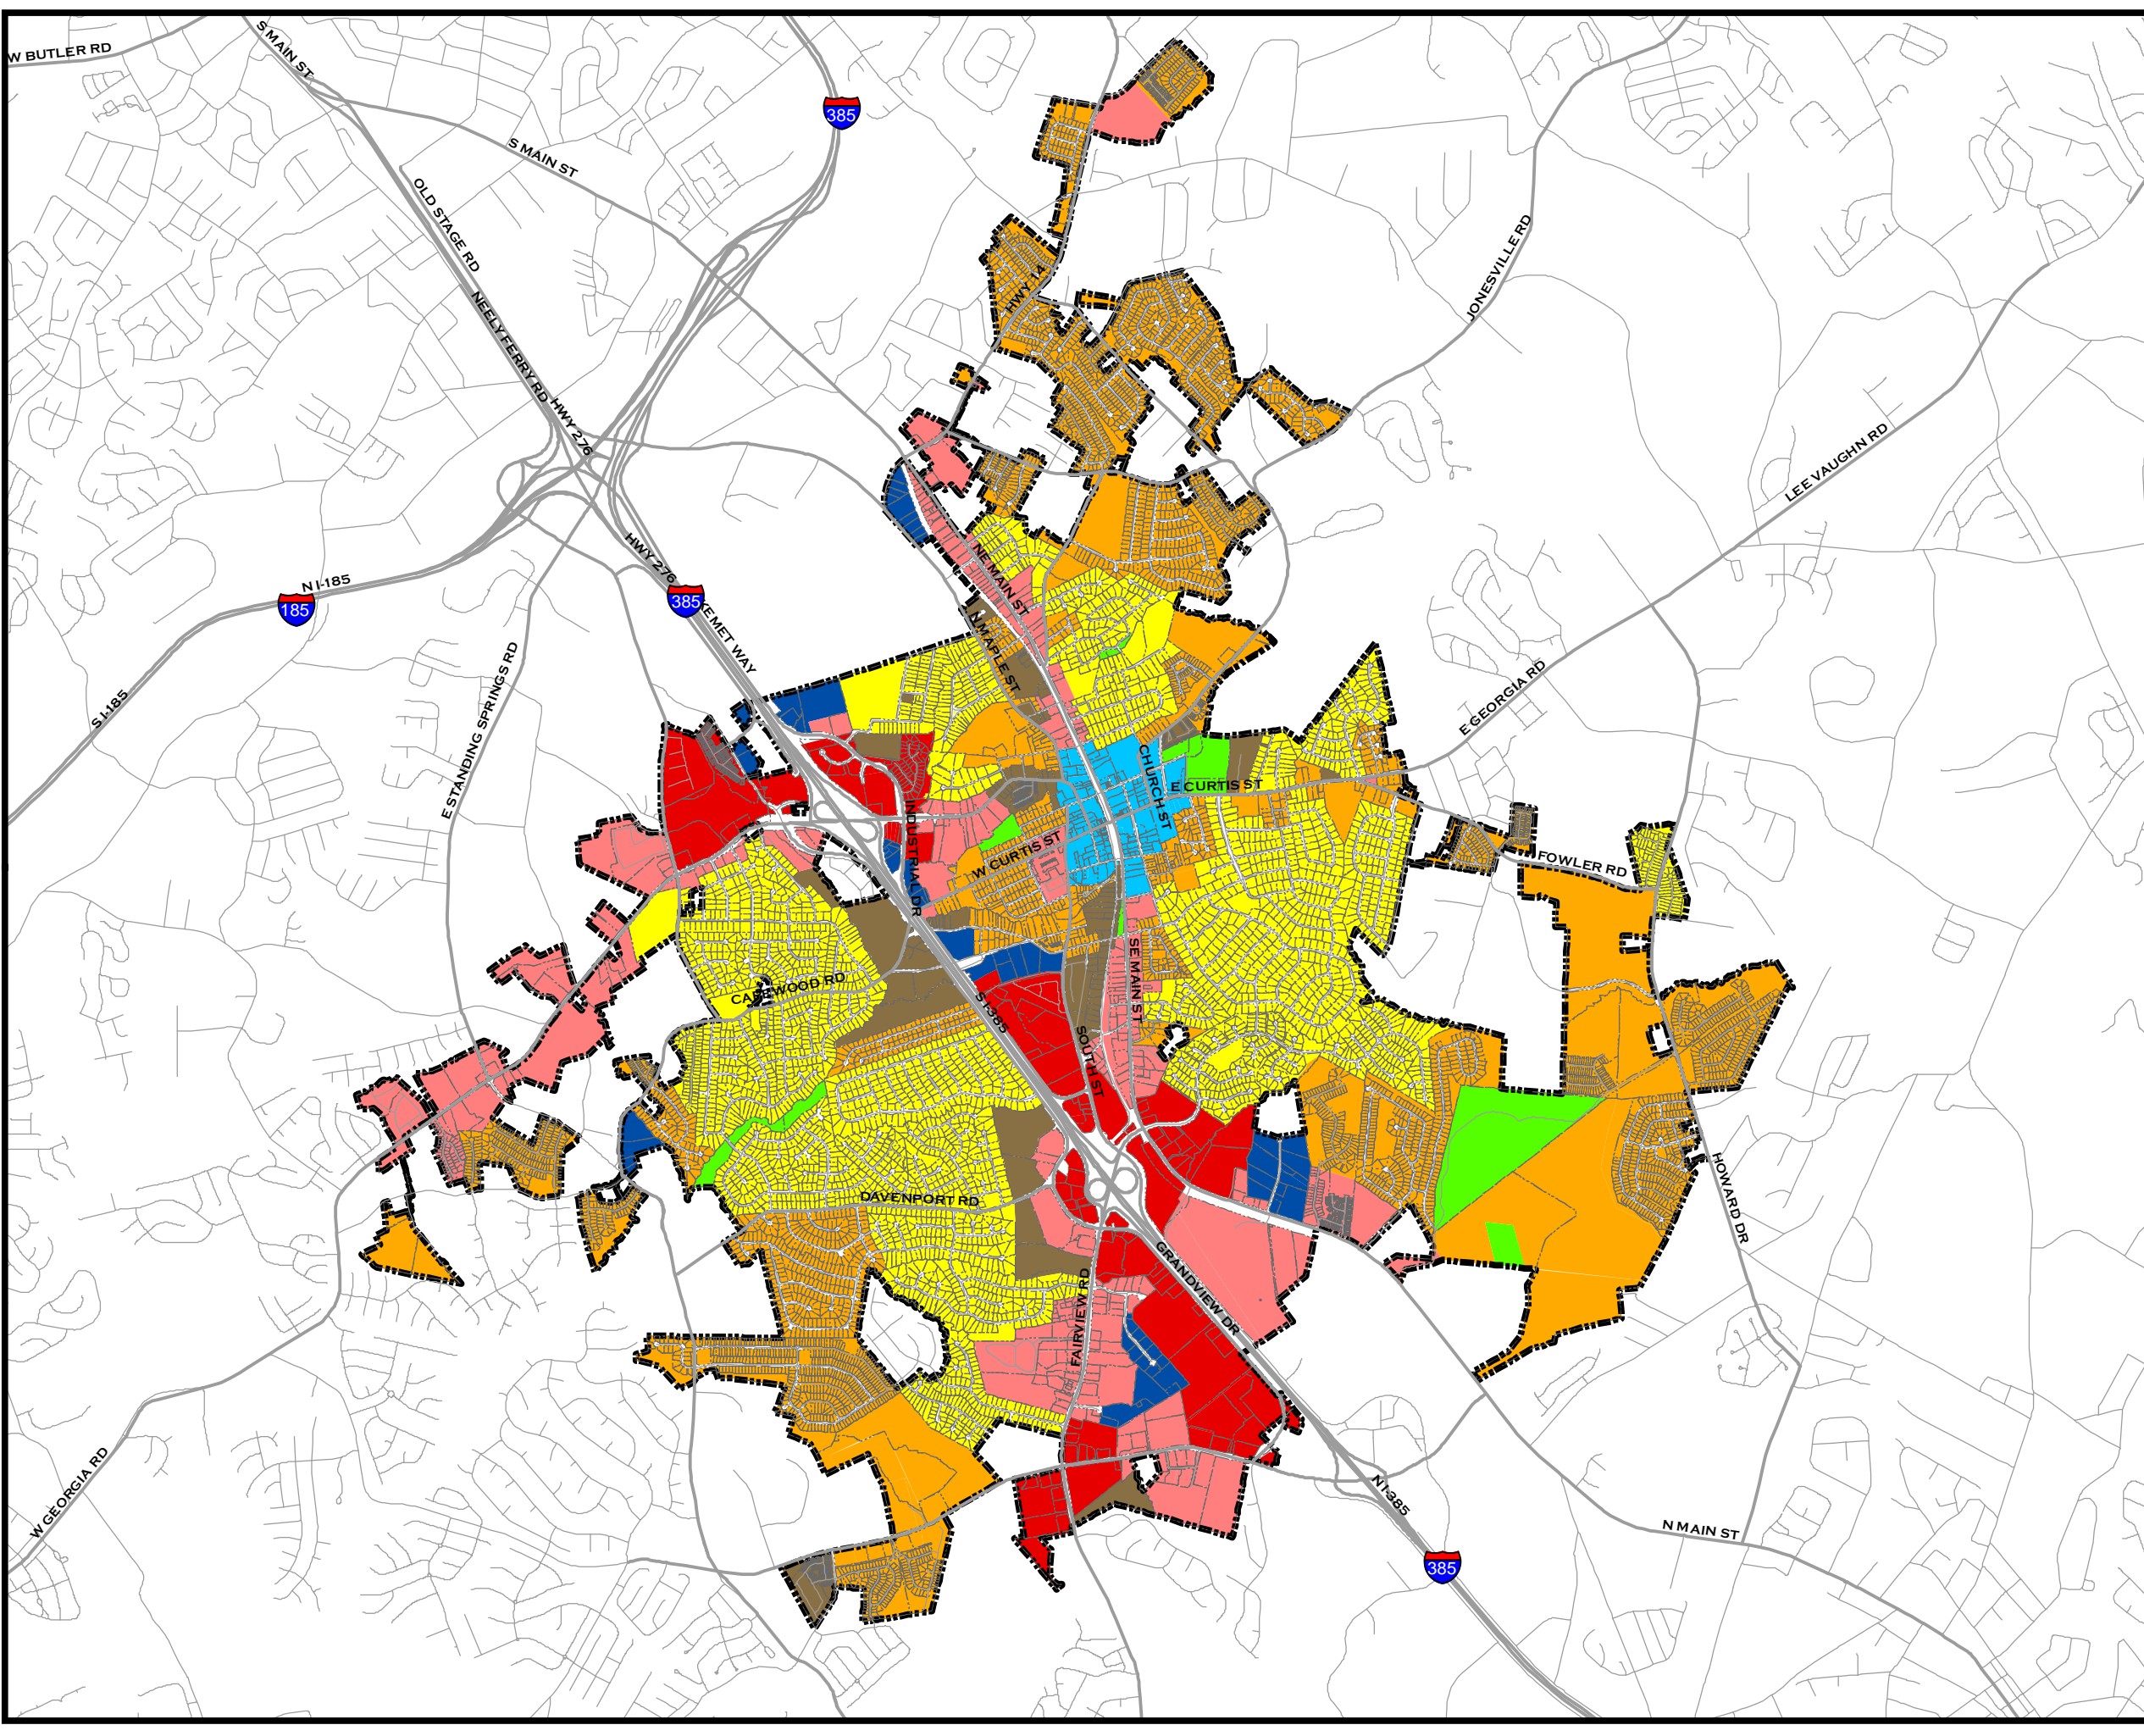 S MAIN ST
W BUTLER RD
385
S MAIN ST
OLD STAGE RD
JONESVILLE RD
HWY 14
NEELY FERRY RD
HWY 276
LEE VAUGHN RD
HWY 276
NE MAIN ST
N I-185
185
385
KEMET WAY
N MAPLE ST
E STANDING SPRINGS RD
S I-185
E GEORGIA RD
CHURCH ST
E CURTIS ST
INDUSTRIAL DR
W CURTIS ST
FOWLER RD
SE MAIN ST
S I-385
SOUTH ST
HOWARD DR
DAVENPORT RD
GRANDVIEW DR
FAIRVIEW RD
W GEORGIA RD
N I-385
N MAIN ST
385